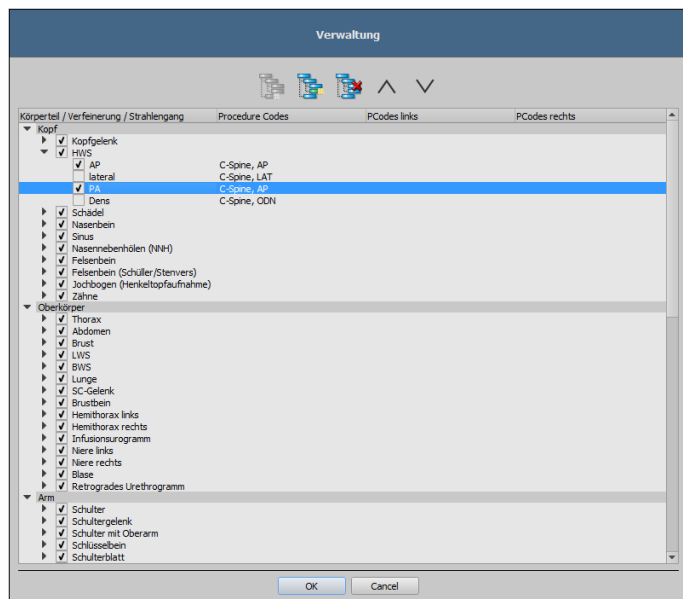 Verwaltung
Körperteil / Verfeinerung / Strahlengang Procedure Codes PCodes links PCodes rechts
Kopf
Kopfgelenk
HWS
AP C-Spine, AP
lateral C-Spine, LAT
PA C-Spine, AP
Dens C-Spine, ODN
Schädel
Nasenbein
Sinus
Nasennebenhölen (NNH)
Felsenbein
Felsenbein (Schüller/Stenvers)
Jochbogen (Henkeltopfaufnahme)
Zähne
Oberkörper
Thorax
Abdomen
Brust
LWS
BWS
Lunge
SC-Gelenk
Brustbein
Hemithorax links
Hemithorax rechts
Infusionsurogramm
Niere links
Niere rechts
Blase
Retrogrades Urethrogramm
Arm
Schulter
Schultergelenk
Schulter mit Oberarm
Schlüsselbein
Schulterblatt
OK Cancel